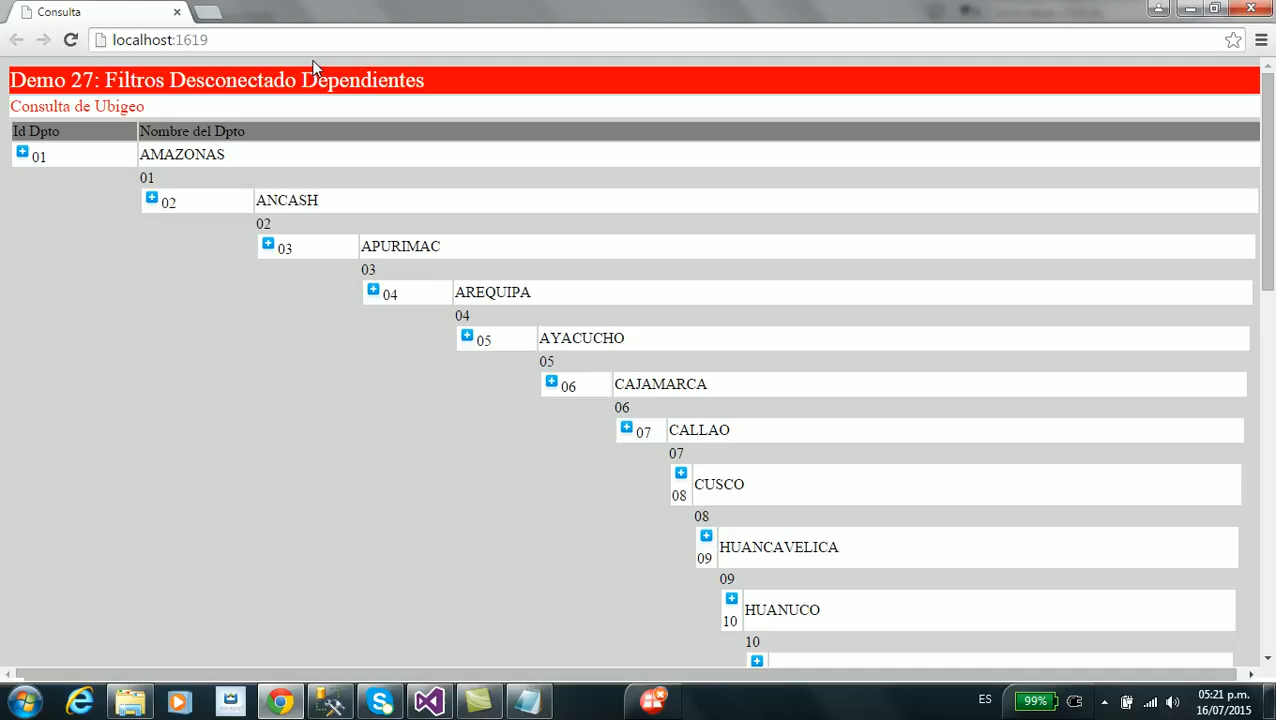 Consulta
localhost:1619
Demo 27: Filtros Desconectado Dependientes
Consulta de Ubigeo
Id Dpto Nombre del Dpto
01 AMAZONAS
01
02 ANCASH
02
03 APURIMAC
03
04 AREQUIPA
04
05 AYACUCHO
05
06 CAJAMARCA
06
07 CALLAO
07
08 CUSCO
08
09 HUANCAVELICA
09
10 HUANUCO
10
ES 99% 05:21 p.m.
16/07/2015